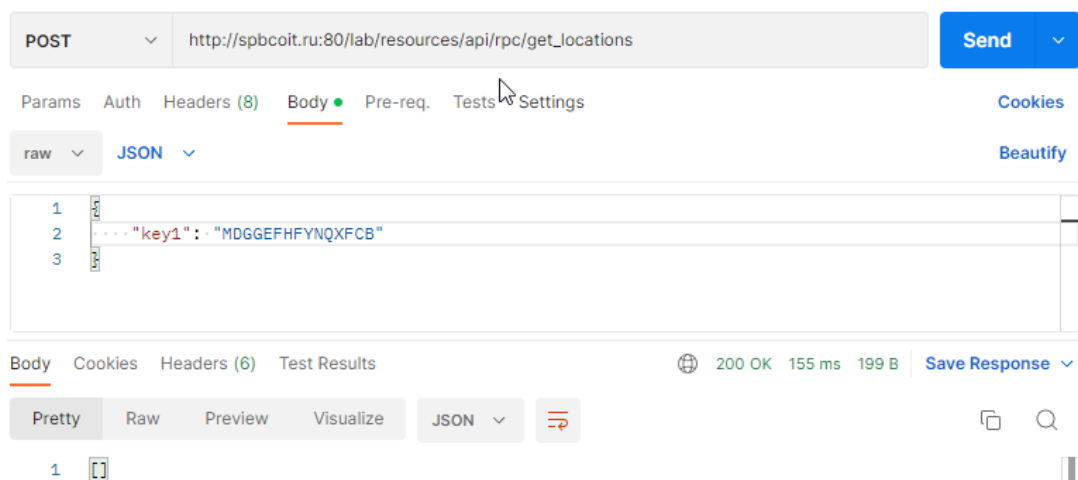 POST http://spbcoit.ru:80/lab/resources/api/rpc/get_locations Send
Params Auth Headers (8) Body Pre-req. Tests Settings Cookies
raw JSON Beautify
1 {
2 "key1": "MDGGEFHFYNQXFCB"
3 }
Body Cookies Headers (6) Test Results 200 OK 155 ms 199 B Save Response
Pretty Raw Preview Visualize JSON
1 []